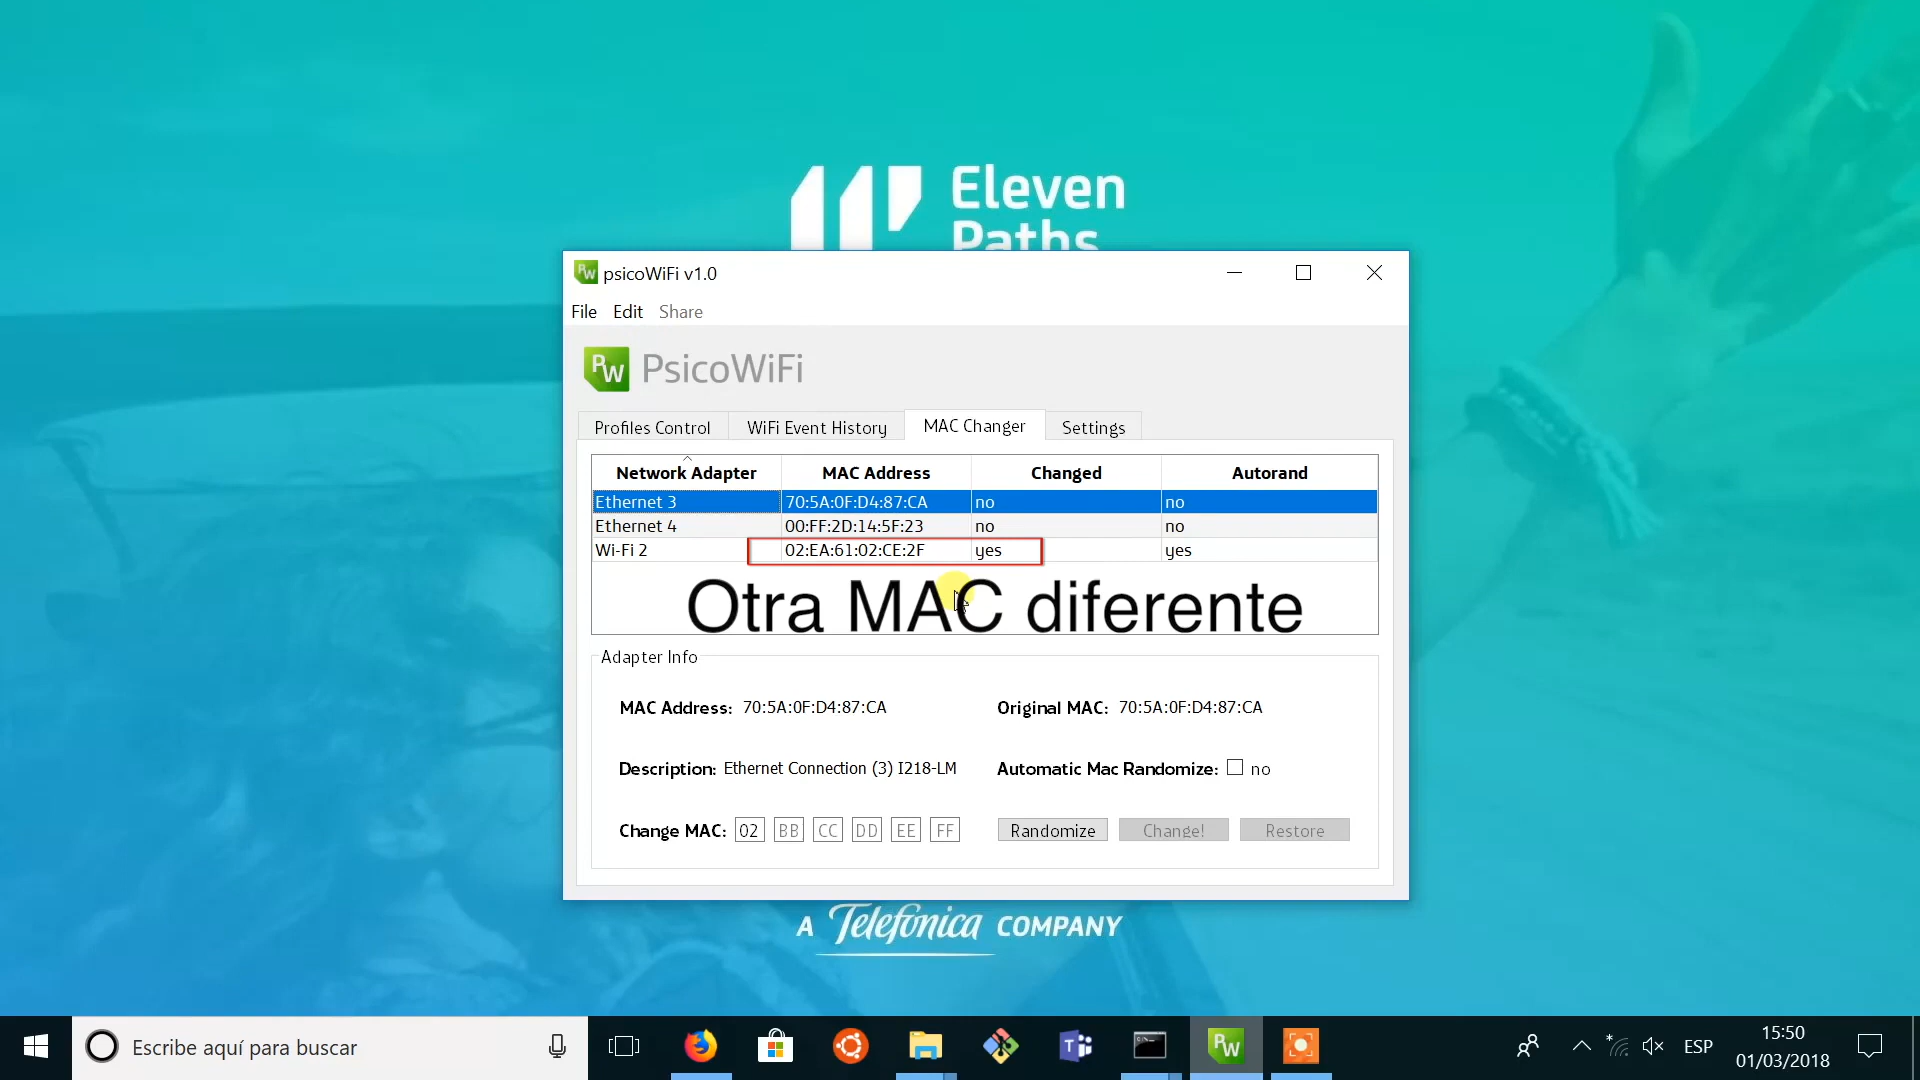 Eleven
Paths
PW psicoWiFi v1.0
File Edit Share
PW PsicoWiFi
Profiles Control WiFi Event History MAC Changer Settings
Network Adapter MAC Address Changed Autorand
Ethernet 3 70:5A:0F:D4:87:CA no no
Ethernet 4 00:FF:2D:14:5F:23 no no
Wi-Fi 2 02:EA:61:02:CE:2F yes yes
Otra MAC diferente
Adapter Info
MAC Address: 70:5A:0F:D4:87:CA Original MAC: 70:5A:0F:D4:87:CA
Description: Ethernet Connection (3) I218-LM Automatic Mac Randomize: no
Change MAC: 02 BB CC DD EE FF Randomize Change! Restore
A Telefónica COMPANY
Escribe aquí para buscar
PW
ESP
15:50
01/03/2018